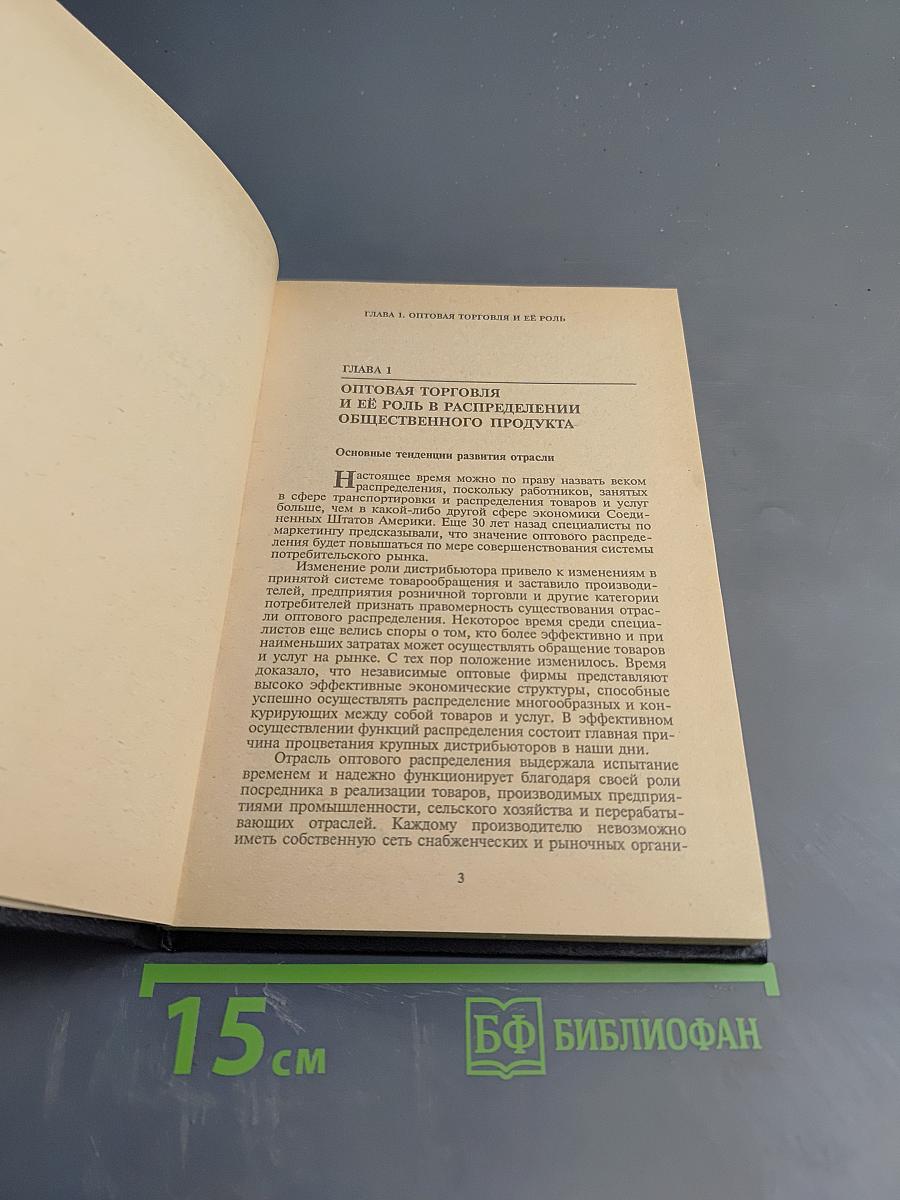 ГЛАВА 1. ОПТОВАЯ ТОРГОВЛЯ И ЕЁ РОЛЬ
ГЛАВА 1
ОПТОВАЯ ТОРГОВЛЯ
И ЕЁ РОЛЬ В РАСПРЕДЕЛЕНИИ
ОБЩЕСТВЕННОГО ПРОДУКТА
Основные тенденции развития отрасли
Настоящее время можно по праву назвать веком
распределения, поскольку работников, занятых
в сфере транспортировки и распределения товаров и услуг
больше, чем в какой-либо другой сфере экономики Соеди-
ненных Штатов Америки. Еще 30 лет назад специалисты по
маркетингу предсказывали, что значение оптового распреде-
ления будет повышаться по мере совершенствования системы
потребительского рынка.
Изменение роли дистрибьютора привело к изменениям в
принятой системе товарообращения и заставило производи-
телей, предприятия розничной торговли и другие категории
потребителей признать правомерность существования отрас-
ли оптового распределения. Некоторое время среди специа-
листов еще велись споры о том, кто более эффективно и при
наименьших затратах может осуществлять обращение товаров
и услуг на рынке. С тех пор положение изменилось. Время
доказало, что независимые оптовые фирмы представляют
высоко эффективные экономические структуры, способные
успешно осуществлять распределение многообразных и кон-
курирующих между собой товаров и услуг. В эффективном
осуществлении функций распределения состоит главная при-
чина процветания крупных дистрибьюторов в наши дни.
Отрасль оптового распределения выдержала испытание
временем и надежно функционирует благодаря своей роли
посредника в реализации товаров, производимых предприя-
тиями промышленности, сельского хозяйства и перерабаты-
вающих отраслей. Каждому производителю невозможно
иметь собственную сеть снабженческих и рыночных органи-
3
15 см
БФ БИБЛИОФАН